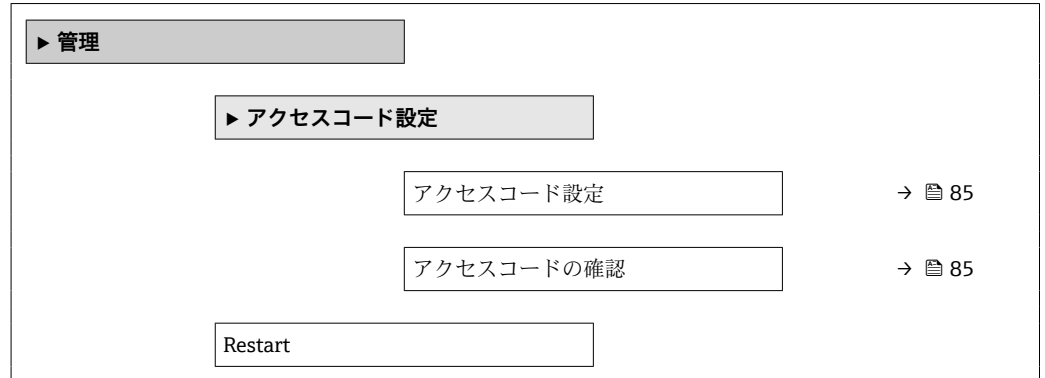 ▶ 管理
▶ アクセスコード設定
アクセスコード設定 → 85
アクセスコードの確認 → 85
Restart